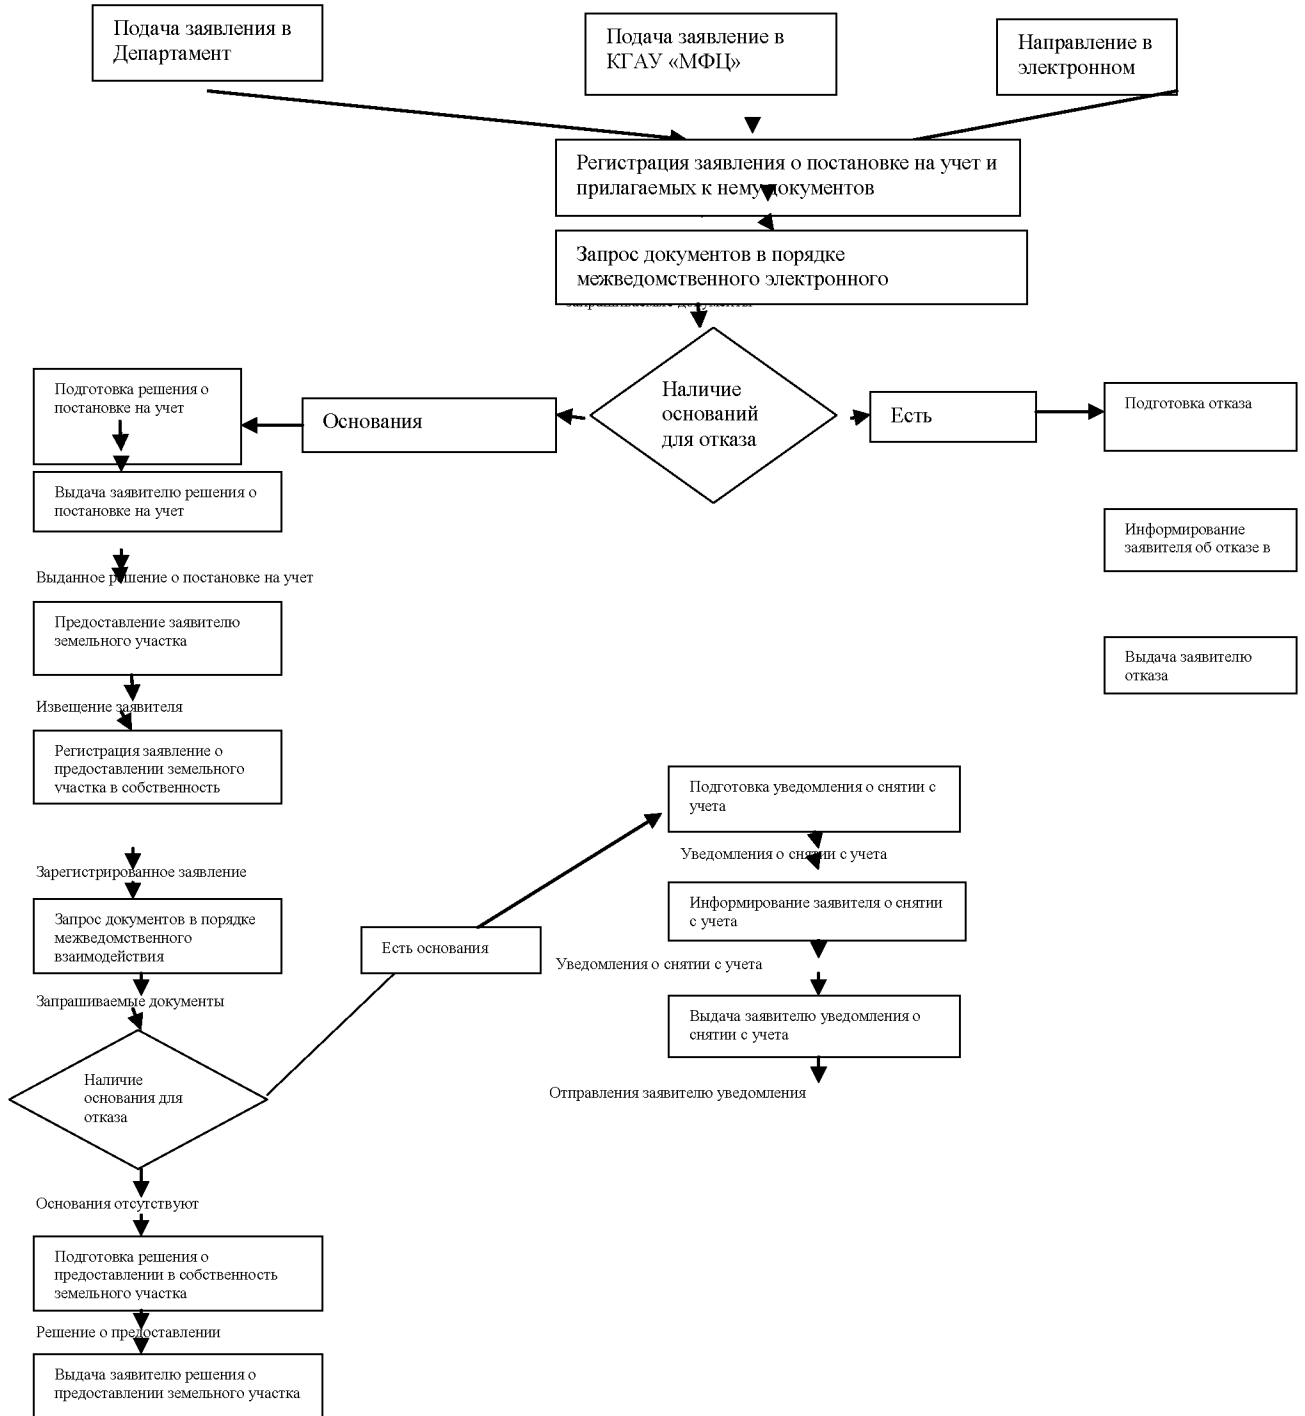 Подача заявления в
Департамент
Подача заявление в
КГАУ «МФЦ»
Направление в
электронном
Регистрация заявления о постановке на учет и
прилагаемых к нему документов
Запрос документов в порядке
межведомственного электронного
запрашиваемые документы
Наличие
оснований
для отказа
Подготовка решения о
постановке на учет
Основания
Есть
Подготовка отказа
Выдача заявителю решения о
постановке на учет
Информирование
заявителя об отказе в
Выданное решение о постановке на учет
Предоставление заявителю
земельного участка
Выдача заявителю
отказа
Извещение заявителя
Регистрация заявление о
предоставлении земельного
участка в собственность
Подготовка уведомления о снятии с
учета
Уведомления о снятии с учета
Зарегистрированное заявление
Информирование заявителя о снятии
с учета
Запрос документов в порядке
межведомственного
взаимодействия
Есть основания
Уведомления о снятии с учета
Запрашиваемые документы
Выдача заявителю уведомления о
снятии с учета
Наличие
основания для
отказа
Отправления заявителю уведомления
Основания отсутствуют
Подготовка решения о
предоставлении в собственность
земельного участка
Решение о предоставлении
Выдача заявителю решения о
предоставлении земельного участка